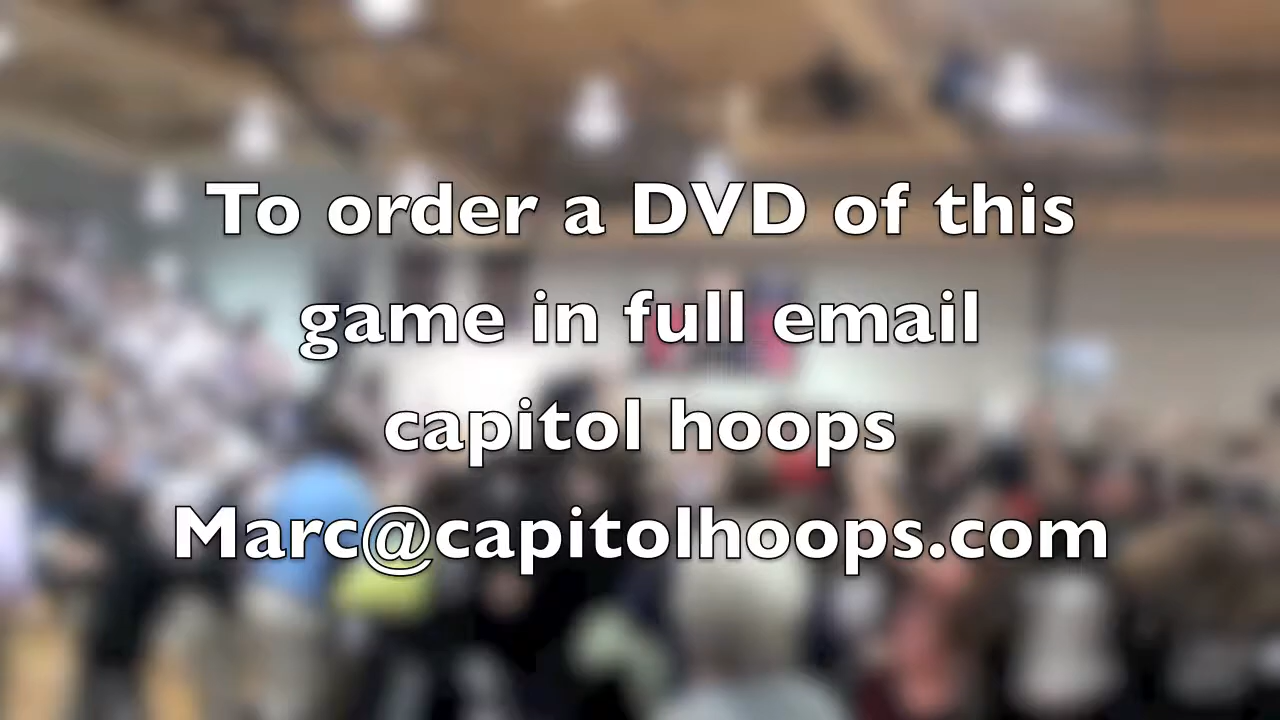 To order a DVD of this
game in full email
capitol hoops
Marc@capitolhoops.com